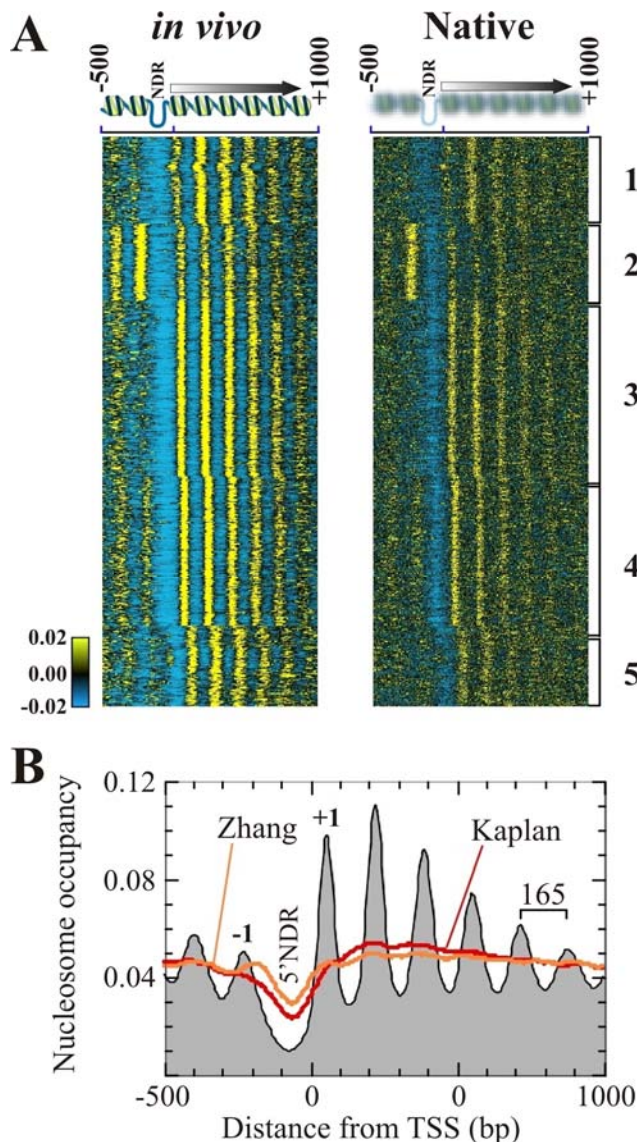 A
in vivo
Native
-500
NDR
+1000
-500
NDR
+1000
1
2
3
4
5
0.02
0.00
-0.02
B
0.12
0.08
0.04
Nucleosome occupancy
Zhang
+1
Kaplan
-1
5'NDR
165
-500
0
0
1000
Distance from TSS (bp)